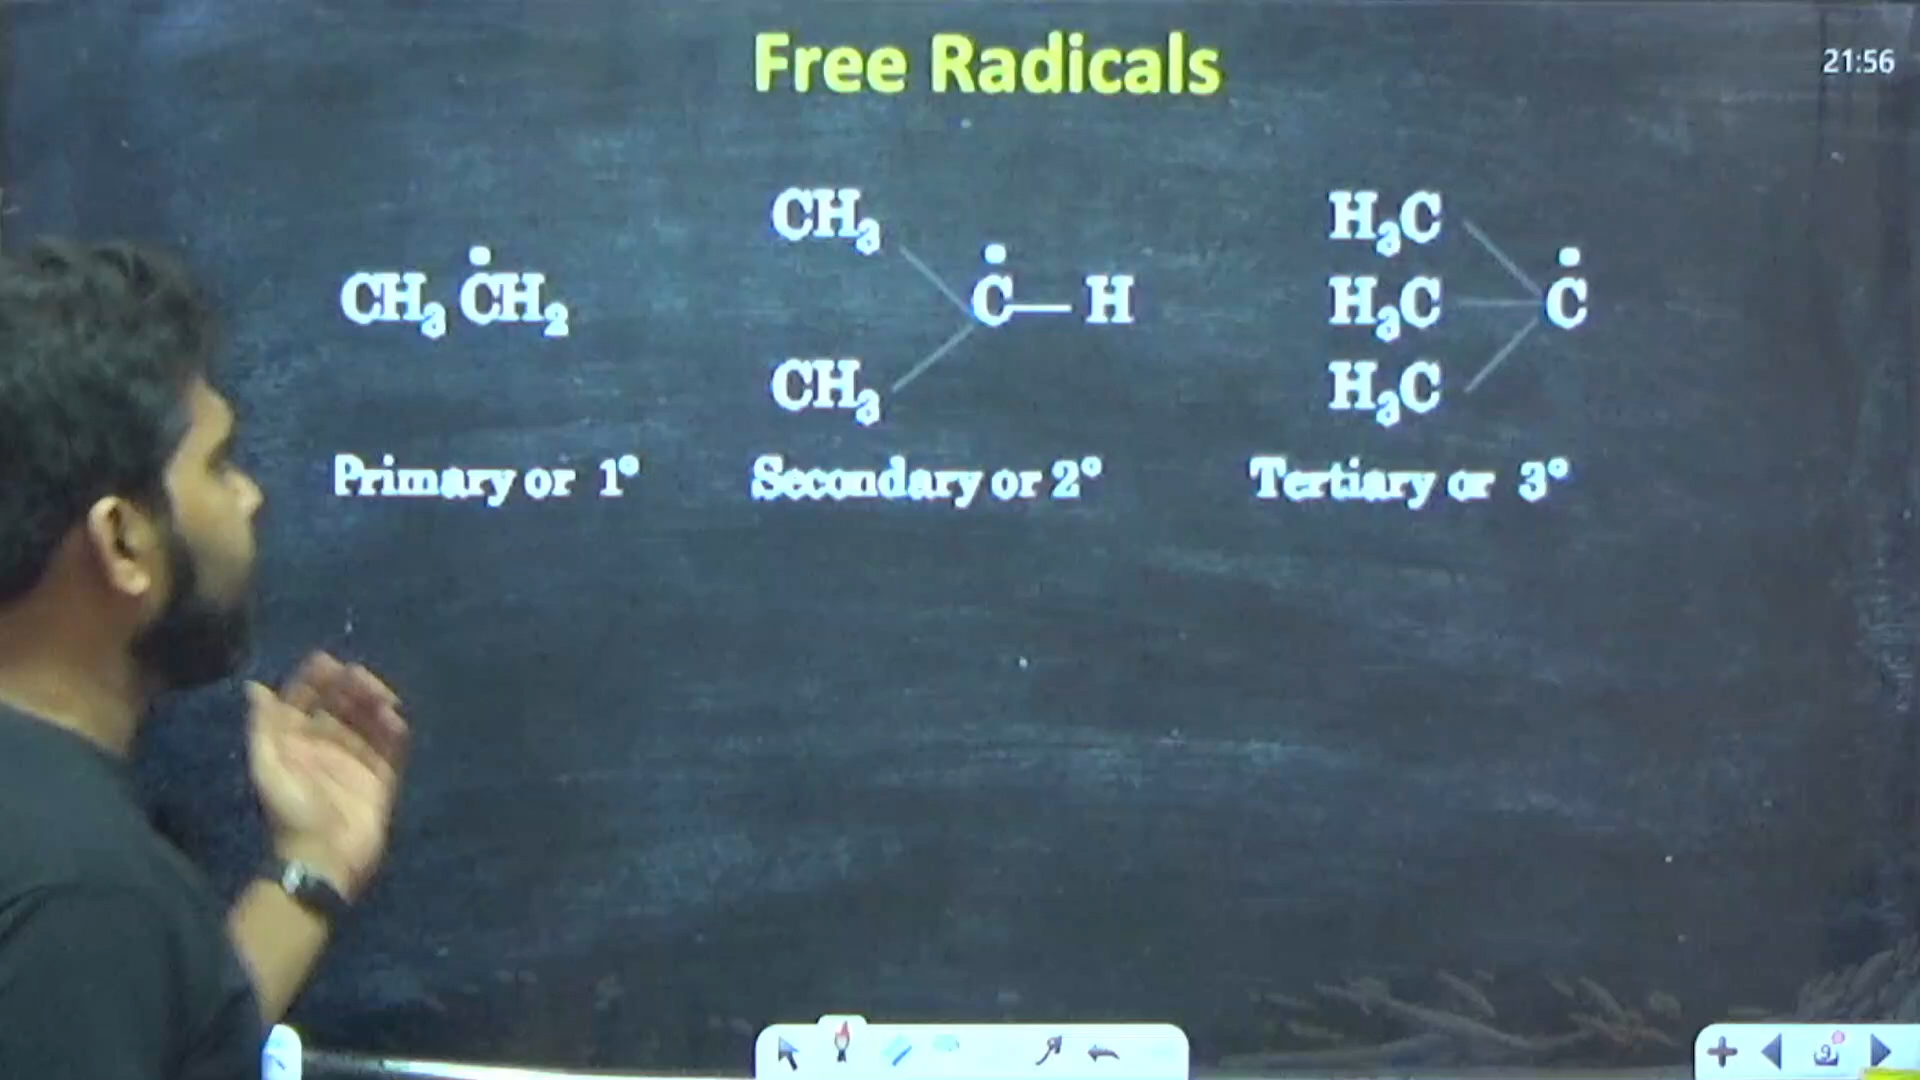 Free Radicals
21:56
CH₃ ĊH₂
CH₃
Ċ — H
CH₃
H₃C
H₃C — Ċ
H₃C
Primary or 1°
Secondary or 2°
Tertiary or 3°